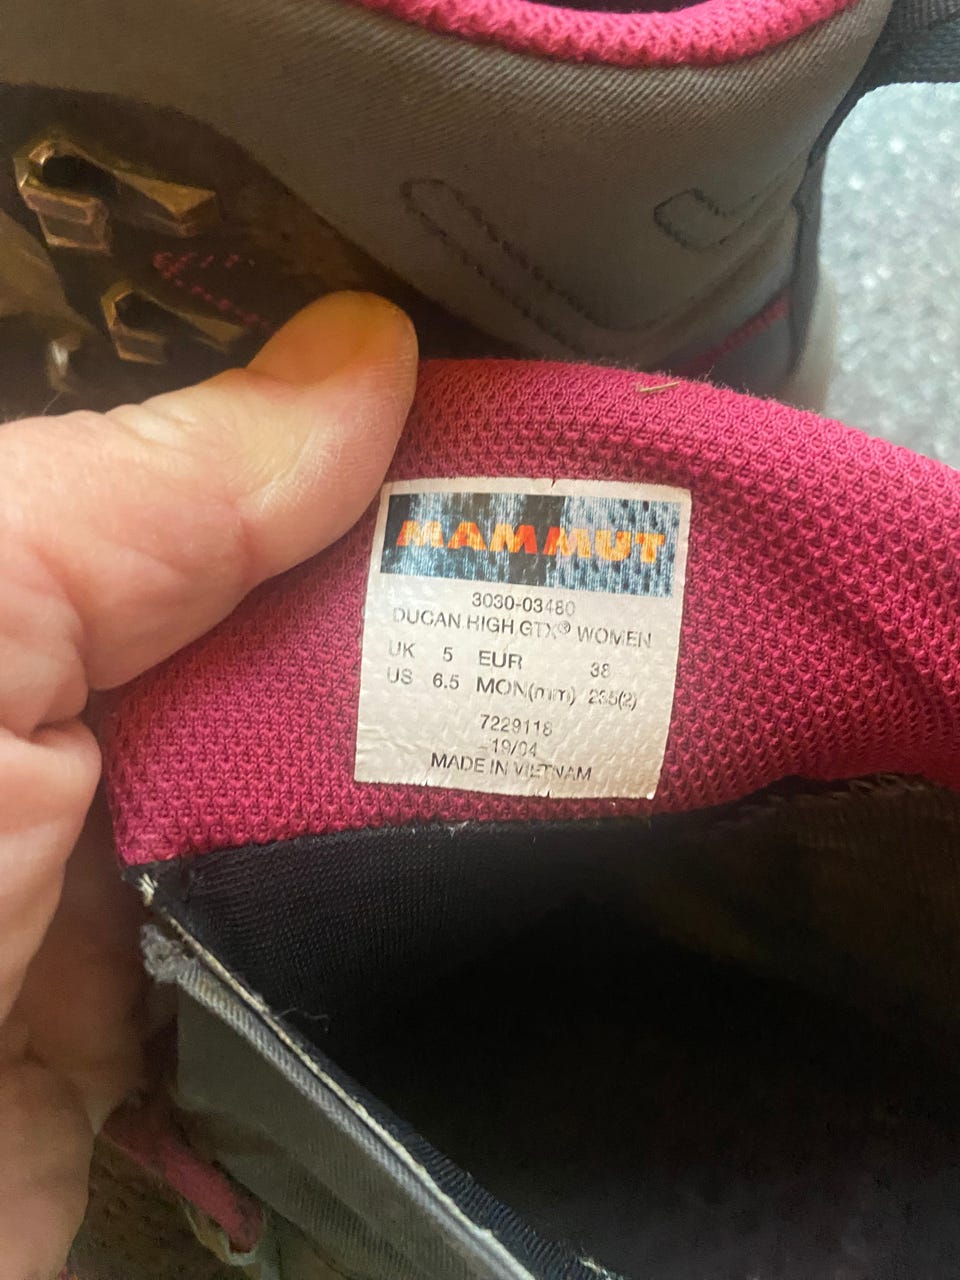 MAMMUT
3030-03480
DUCAN HIGH GTX® WOMEN
UK 5 EUR 38
US 6.5 MON(mm) 235(2)
7229118
-19/04
MADE IN VIETNAM